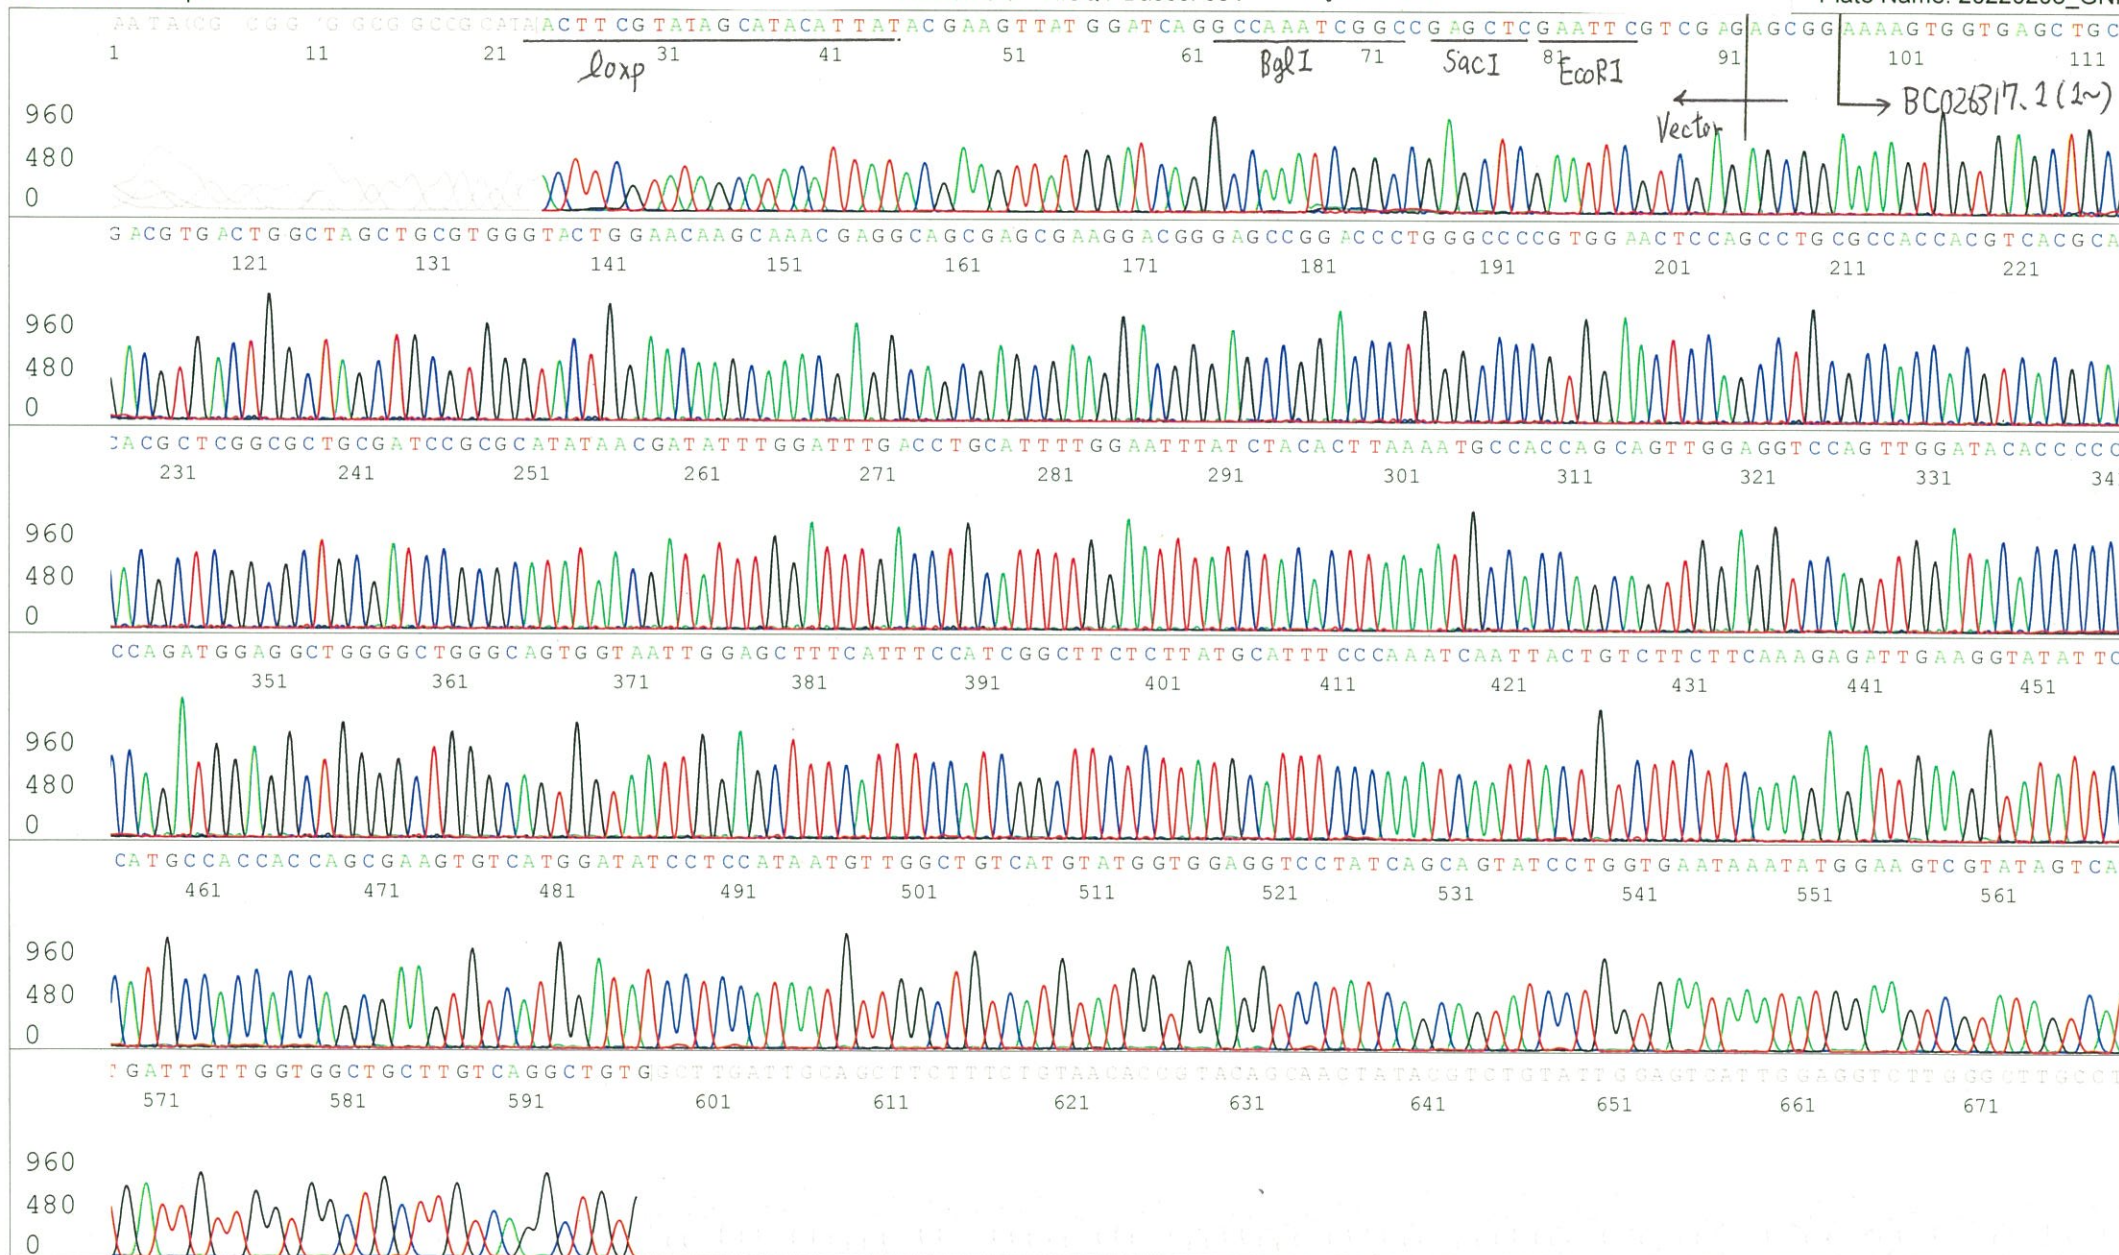 AATA CG CGG G GCG GCCGCATAACTTCGTATAGCATACATTATACGAAGTTATGGATCAGGCCAAATCGGCCGAGCTCGAATTCGTCGAGAGCGGAAAAGTGGTGAGCTGC
1 11 21 31 41 51 61 71 81 91 101 111
loxp BglI SacI EcoRI
Vector BC026317.1(1~)
960
480
0
GACGTGACTGGCTAGCTGCGTGGGTACTGGAACAAGCAAACGAGGCAGCGAGCGAAGGACGGGAGCCGGACCCTGGGCCCCGTGGAACTCCAGCCTGCGCCACCACGTCACGCA
121 131 141 151 161 171 181 191 201 211 221
960
480
0
CACGCTCGGCGCTGCGATCCGCGCATATAACGATATTTGGATTTGACCTGCATTTTGGAATTTATCTACACTTAAAATGCCACCAGCAGTTGGAGGTCCAGTTGGATACACCCCC
231 241 251 261 271 281 291 301 311 321 331 34
960
480
0
CCAGATGGAGGCTGGGGCTGGGCAGTGGTAATTGGAGCTTTCATTTCCATCGGCTTCTCTTATGCATTTCCCAAATCAATTACTGTCTTCTTCAAAGAGATTGAAGGTATATTC
351 361 371 381 391 401 411 421 431 441 451
960
480
0
CATGCCACCACCAGCGAAGTGTCATGGATATCCTCCATAATGTTGGCTGTCATGTATGGTGGAGGTCCTATCAGCAGTATCCTGGTGAATAAATATGGAAGTCGTATAGTCA
461 471 481 491 501 511 521 531 541 551 561
960
480
0
TGATTGTTGGTGGCTGCTTGTCAGGCTGTGGCTTGATTGCAGCTTCTTTCTGTAACACCGTACAGCAACTATACGTCTGTATTGGAGTCATTGGAGGTCTTGGGCTTGCCT
571 581 591 601 611 621 631 641 651 661 671
960
480
0